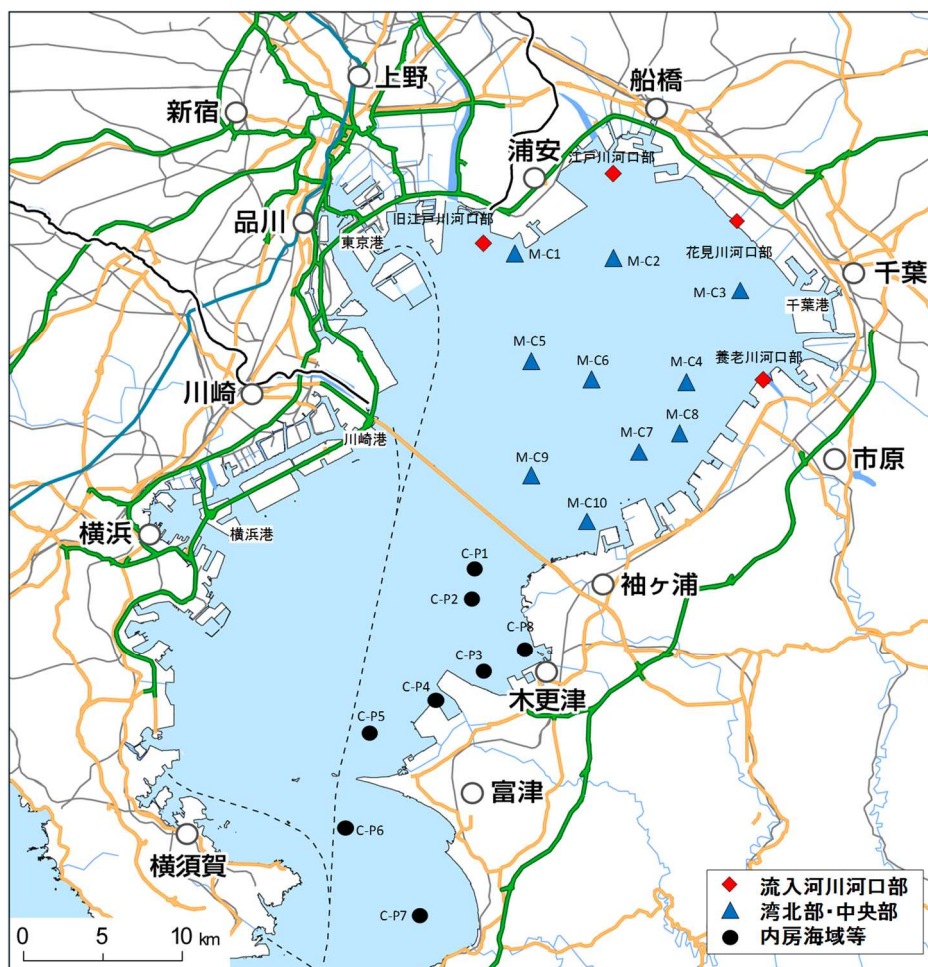 上野
船橋
新宿
浦安
江戸川河口部
旧江戸川河口部
品川
東京港
M-C1
M-C2
花見川河口部
千葉
M-C3
千葉港
M-C5
M-C6
M-C4
養老川河口部
川崎
川崎港
M-C8
M-C7
市原
M-C9
M-C10
横浜
横浜港
C-P1
袖ヶ浦
C-P2
C-P8
C-P3
木更津
C-P4
C-P5
富津
C-P6
横須賀
C-P7
流入河川河口部
湾北部・中央部
内房海域等
0 5 10 km